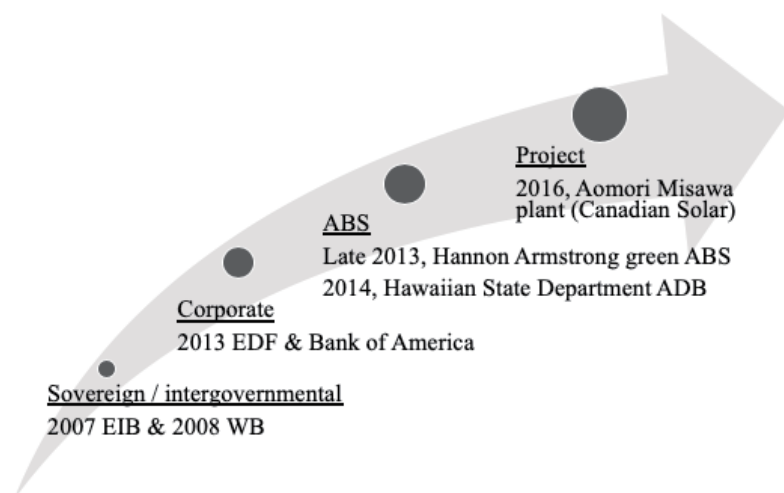 Project
2016, Aomori Misawa
plant (Canadian Solar)
ABS
Late 2013, Hannon Armstrong green ABS
2014, Hawaiian State Department ADB
Corporate
2013 EDF & Bank of America
Sovereign / intergovernmental
2007 EIB & 2008 WB